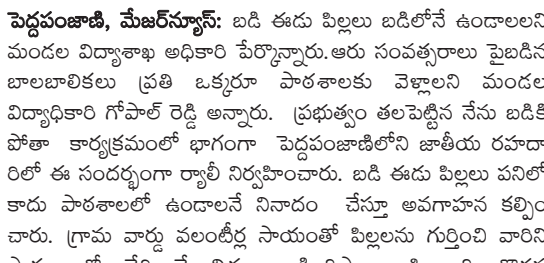 పెద్దపంజాణి, మేజర్‌న్యూస్: బడి ఈడు పిల్లలు బడిలోనే ఉండాలలని
మండల విద్యాశాఖ అధికారి పేర్కొన్నారు.ఆరు సంవత్సరాలు పైబడిన
బాలబాలికలు ప్రతి ఒక్కరూ పాఠశాలకు వెళ్లాలని మండల
విద్యాధికారి గోపాల్ రెడ్డి అన్నారు. ప్రభుత్వం తలపెట్టిన నేను బడికి
పోతా కార్యక్రమంలో భాగంగా పెద్దపంజాణిలోని జాతీయ రహదా
రిలో ఈ సందర్భంగా ర్యాలీ నిర్వహించారు. బడి ఈడు పిల్లలు పనిలో
కాదు పాఠశాలలో ఉండాలనే నినాదం చేస్తూ అవగాహన కల్పిం
చారు. గ్రామ వార్డు వలంటీర్ల సాయంతో పిల్లలను గుర్తించి వారిని